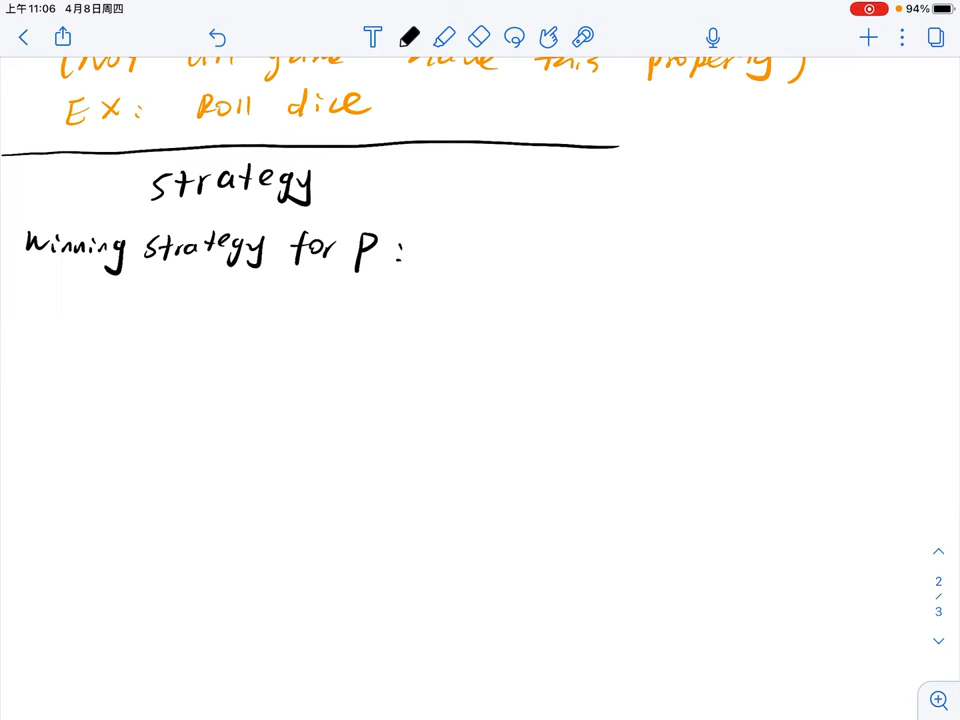 上午11:06 4月8日周四 94%
(Not all game have this property)
EX: Roll dice
strategy
Winning strategy for P:
2
/
3